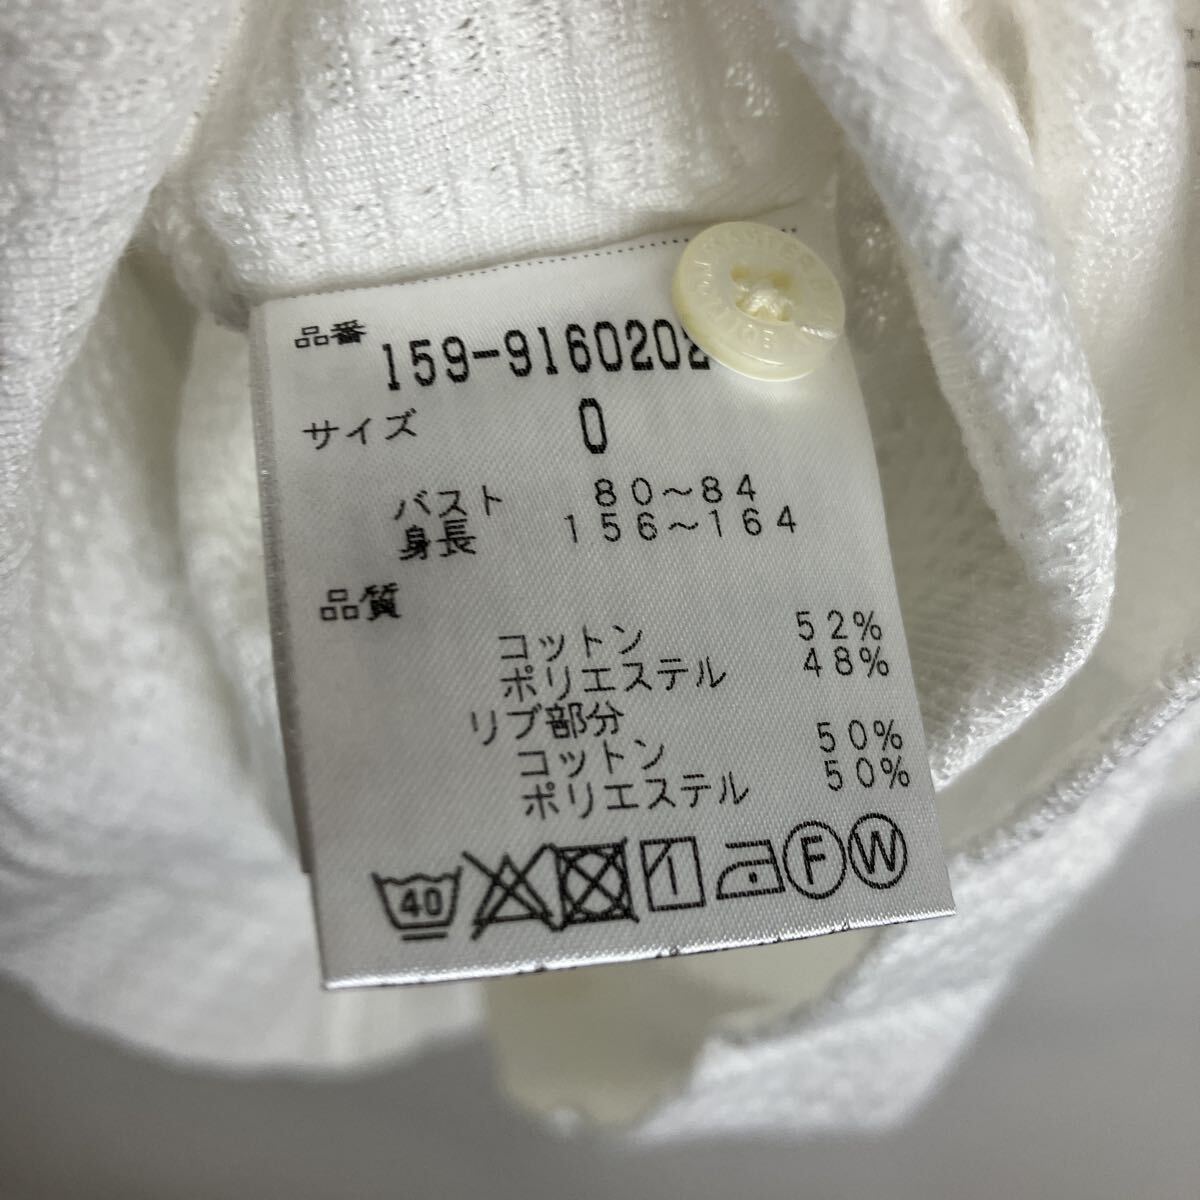 品番 159-9160202
サイズ 0
バスト 80〜84
身長 156〜164
品質
コットン 52%
ポリエステル 48%
リブ部分
コットン 50%
ポリエステル 50%
40
F
W